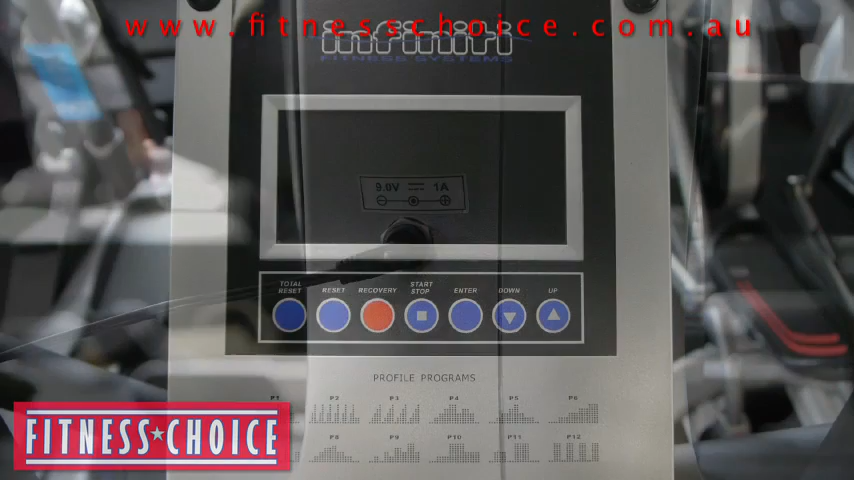 www.fitnesschoice.com.au
infiniti
FITNESS SYSTEMS
9.0V 1A
TOTAL RESET RESET RECOVERY START STOP ENTER DOWN UP
PROFILE PROGRAMS
P1 P2 P3 P4 P5 P6
P8 P9 P10 P11 P12
FITNESS CHOICE